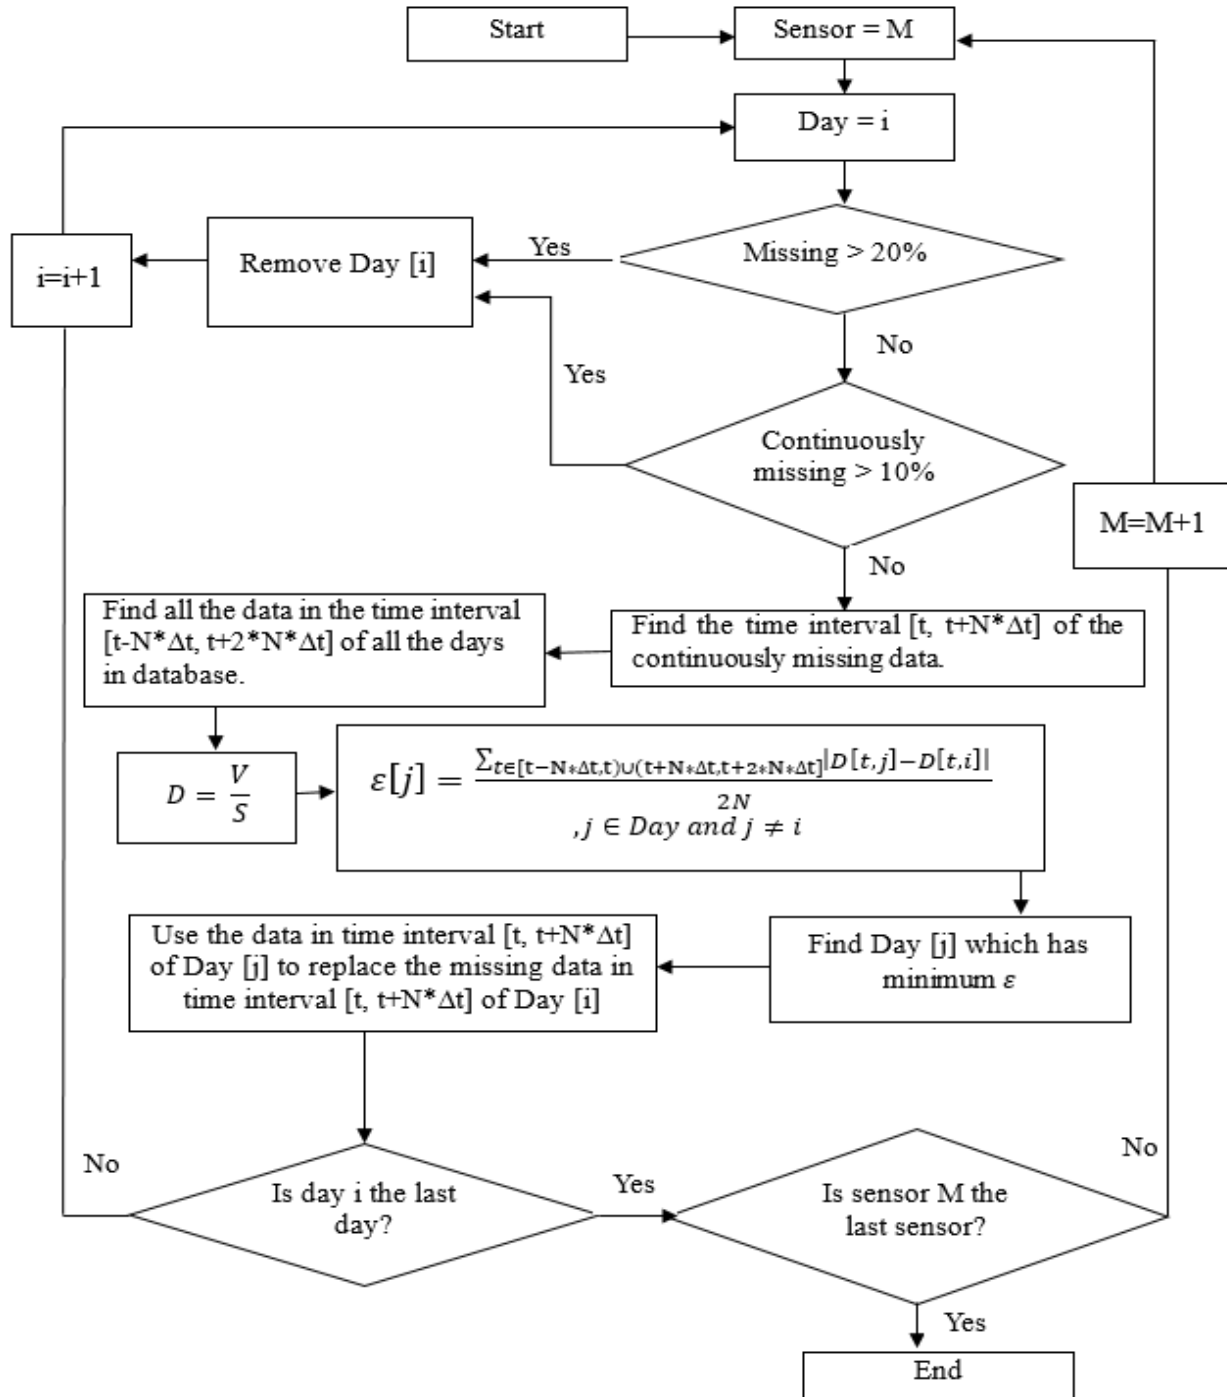 Start
Sensor = M
Day = i
Missing > 20%
Yes
Remove Day [i]
i=i+1
No
Yes
Continuously
missing > 10%
M=M+1
No
Find all the data in the time interval
[t-N*Δt, t+2*N*Δt] of all the days
in database.
Find the time interval [t, t+N*Δt] of the
continuously missing data.
D = V/S
ε[j] = ∑t∈[t−N*Δt,t)∪(t+N*Δt,t+2*N*Δt]|D[t,j]−D[t,i]|
2N
, j ∈ Day and j ≠ i
Use the data in time interval [t, t+N*Δt]
of Day [j] to replace the missing data in
time interval [t, t+N*Δt] of Day [i]
Find Day [j] which has
minimum ε
No
Is day i the last
day?
Yes
Is sensor M the
last sensor?
No
Yes
End